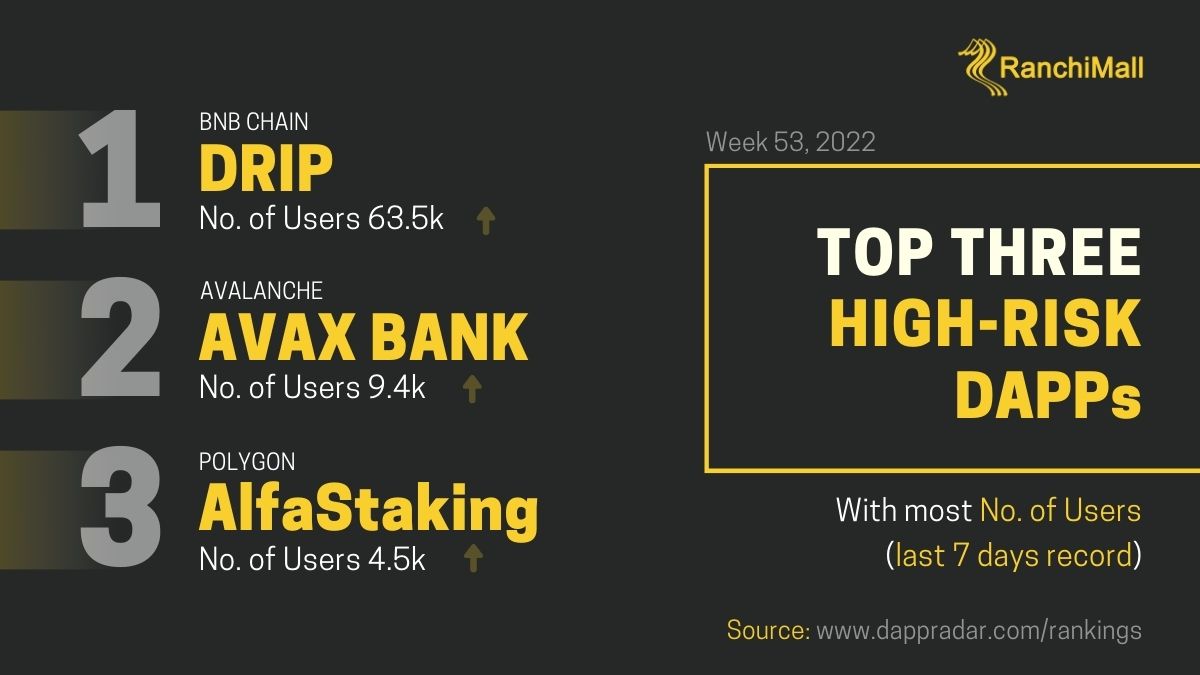 RanchiMall
Week 53, 2022
TOP THREE
HIGH-RISK
DAPPs
With most No. of Users
(last 7 days record)
Source: www.dappradar.com/rankings
1
BNB CHAIN
DRIP
No. of Users 63.5k
2
AVALANCHE
AVAX BANK
No. of Users 9.4k
3
POLYGON
AlfaStaking
No. of Users 4.5k